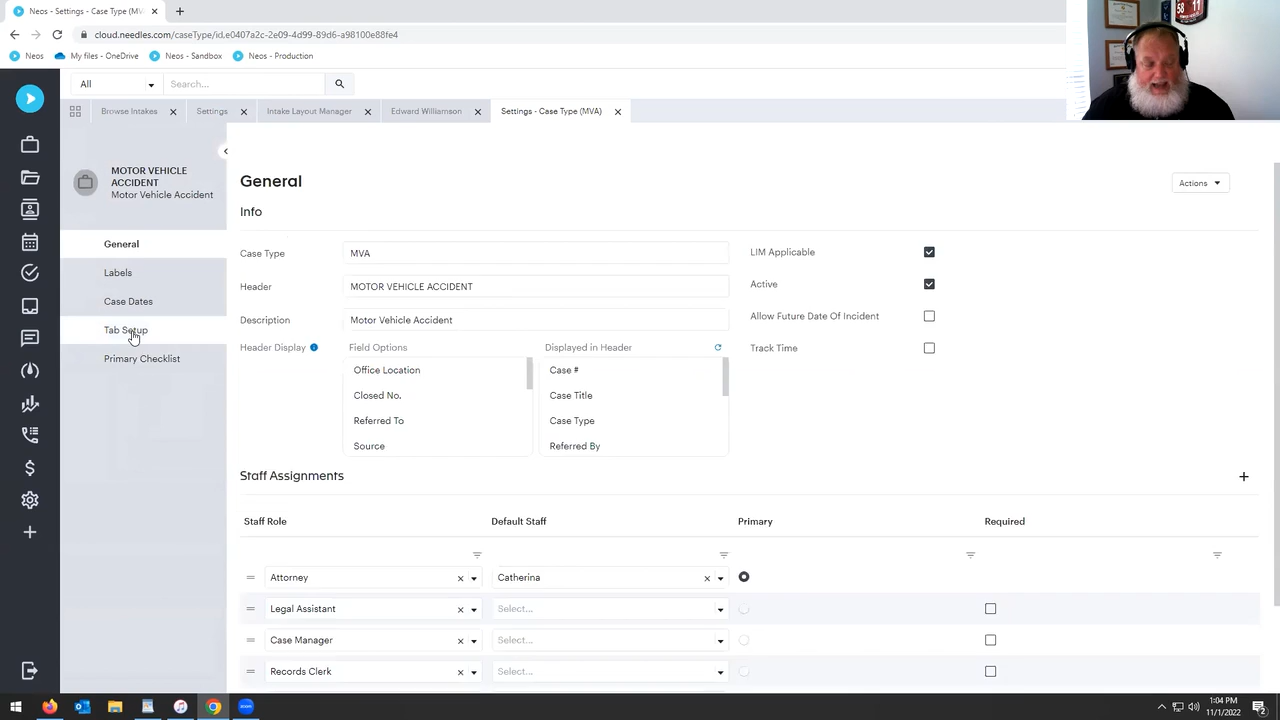 Neos - Settings - Case Type (MV
cloud.needles.com/caseType/id,e0407a2c-2e09-4d99-89d6-a98100e88fe4
Neos
My files - OneDrive
Neos - Sandbox
Neos - Production
All
Search...
Browse Intakes
Settings
Intake Layout Manager
Edward Williamson
Settings - Case Type (MVA)
MOTOR VEHICLE
ACCIDENT
Motor Vehicle Accident
General
Labels
Case Dates
Tab Setup
Primary Checklist
General
Actions
Info
Case Type
MVA
Header
MOTOR VEHICLE ACCIDENT
Description
Motor Vehicle Accident
LIM Applicable
Active
Allow Future Date Of Incident
Track Time
Header Display
Field Options
Office Location
Closed No.
Referred To
Source
Displayed in Header
Case #
Case Title
Case Type
Referred By
Staff Assignments
Staff Role
Default Staff
Primary
Required
Attorney
Catherina
Legal Assistant
Select...
Case Manager
Select...
Records Clerk
Select...
58 11
1:04 PM
11/1/2022
2